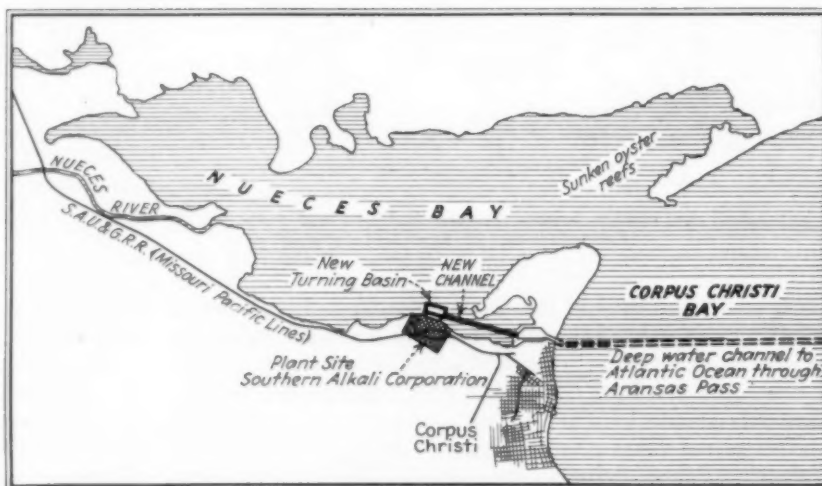 NUECES BAY
Sunken oyster
reefs
NUECES
RIVER
S.A.U.&G.R.R. (Missouri Pacific Lines)
New
Turning Basin
NEW
CHANNEL
CORPUS CHRISTI
BAY
Plant Site
Southern Alkali Corporation
Deep water channel to
Atlantic Ocean through
Aransas Pass
Corpus
Christi